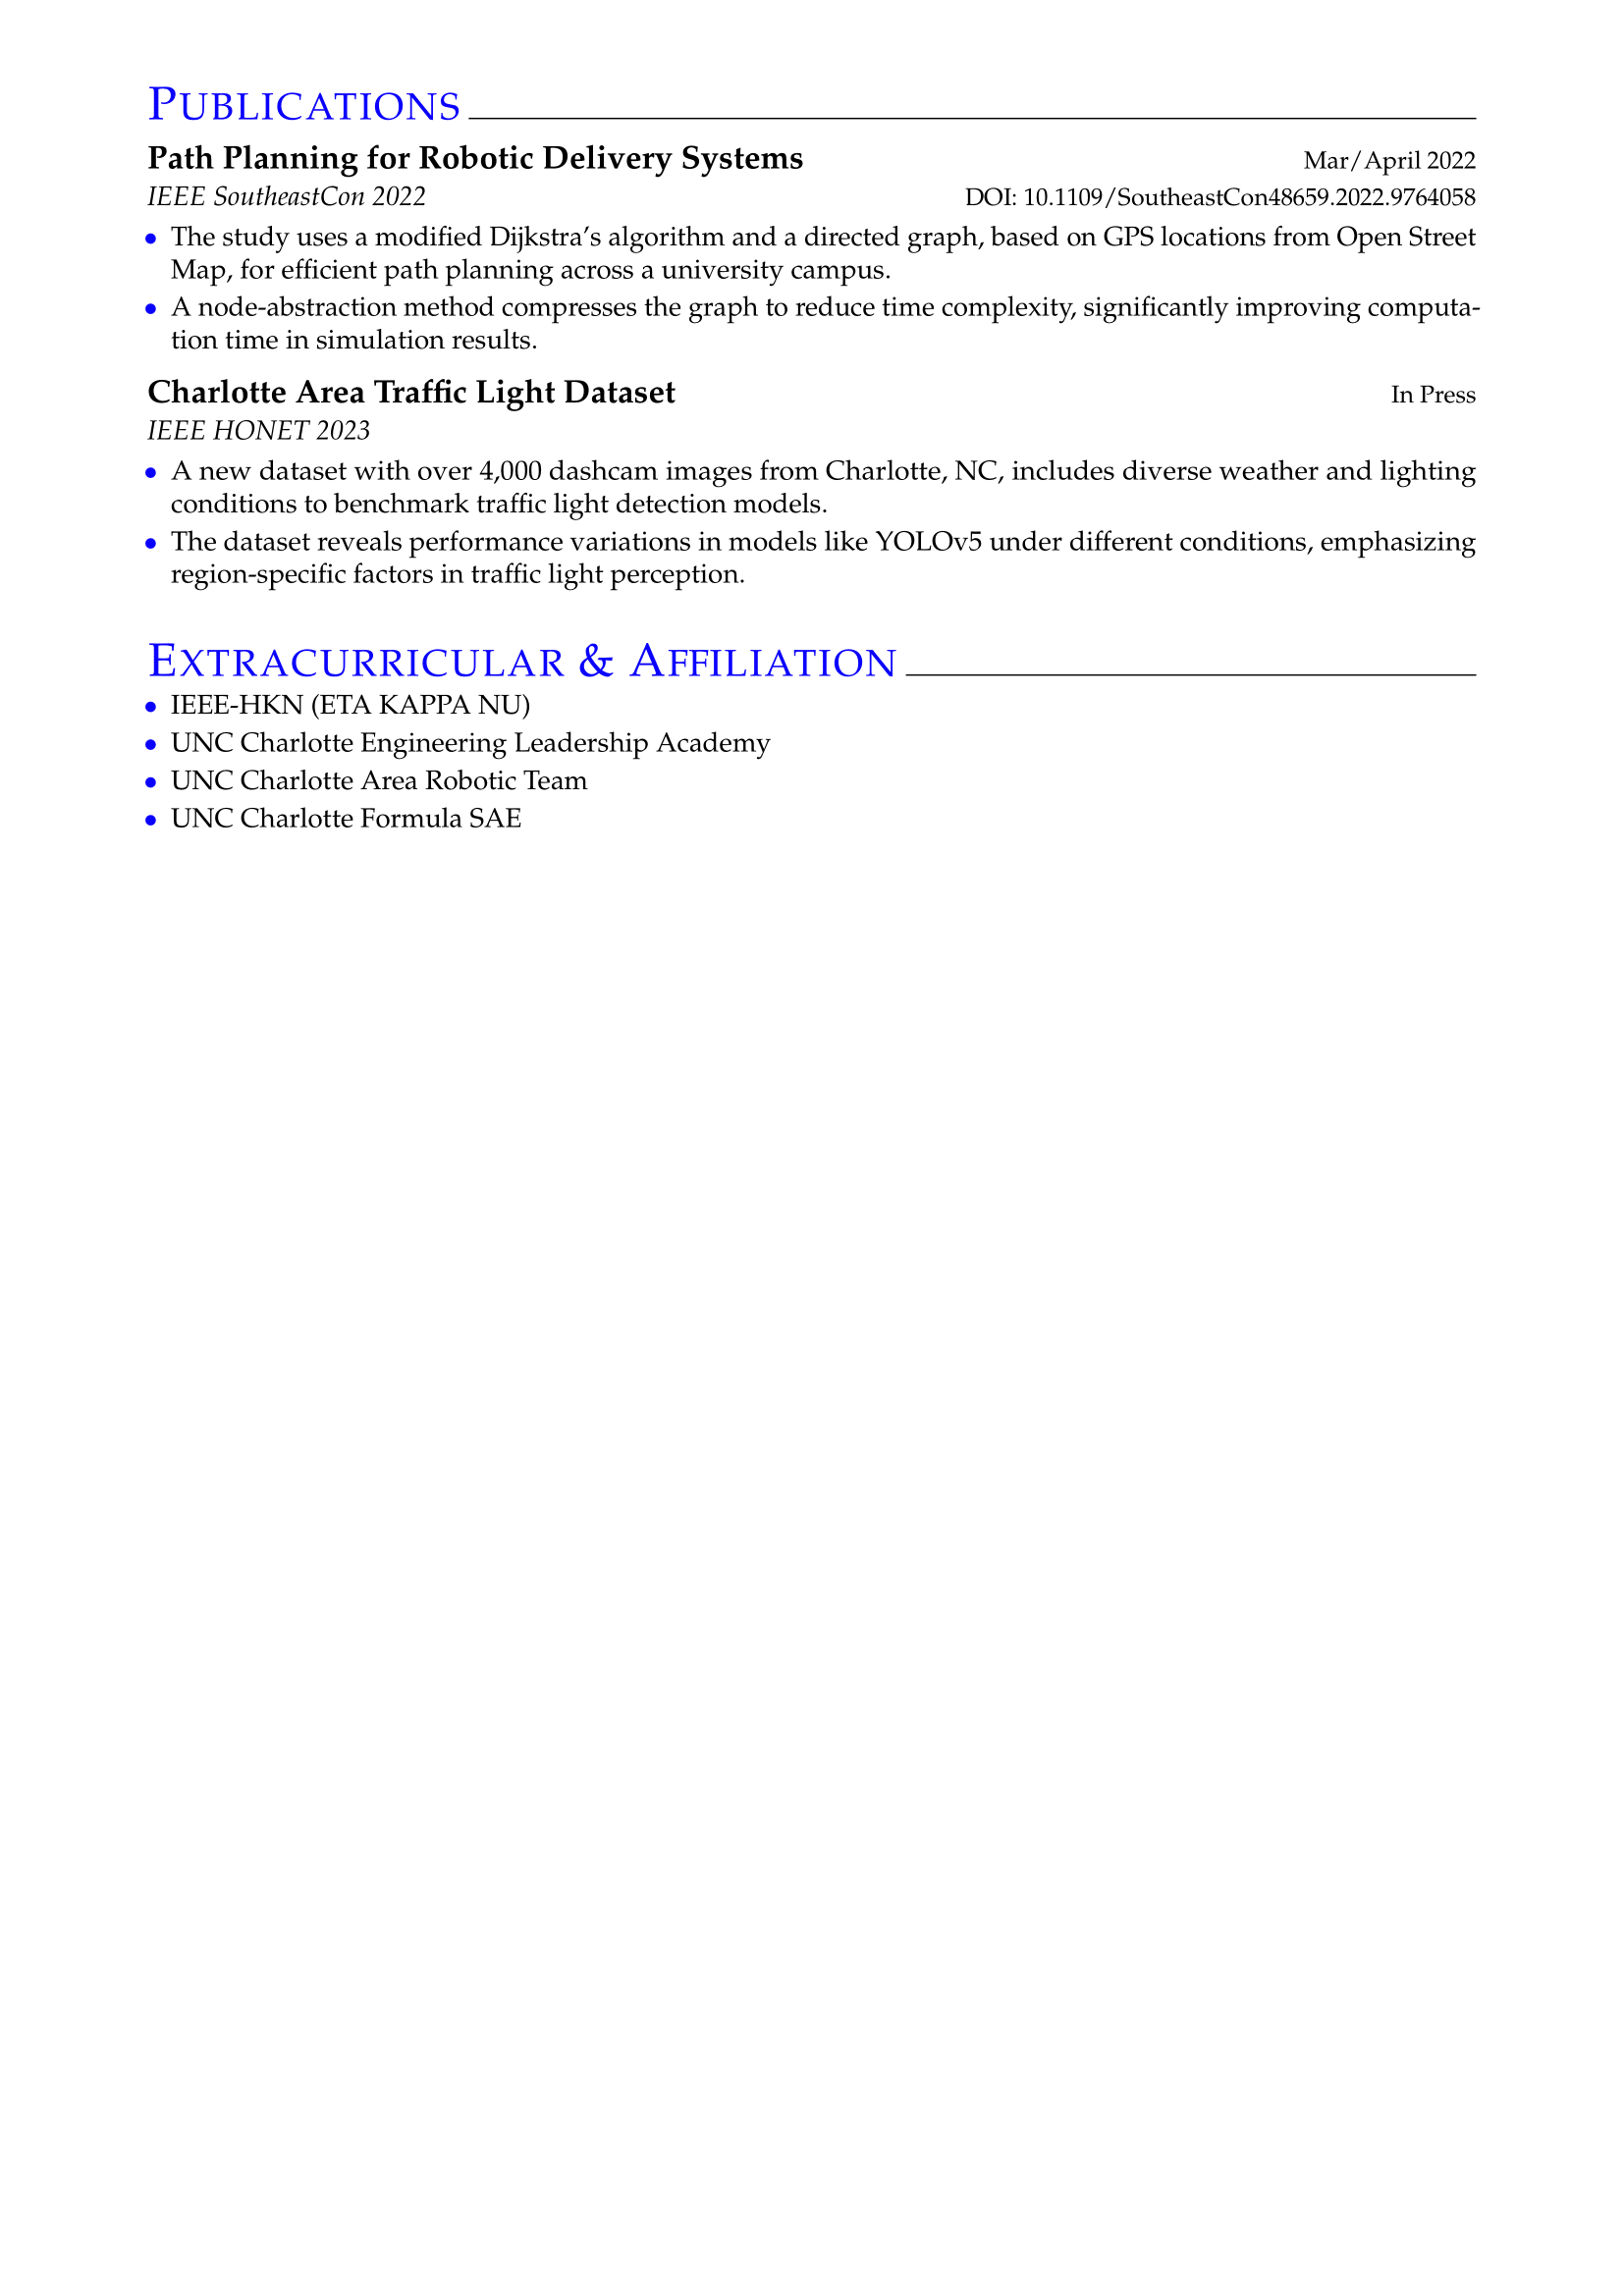 PUBLICATIONS
Path Planning for Robotic Delivery Systems Mar/April 2022
IEEE SoutheastCon 2022 DOI: 10.1109/SoutheastCon48659.2022.9764058
• The study uses a modified Dijkstra's algorithm and a directed graph, based on GPS locations from Open Street
Map, for efficient path planning across a university campus.
• A node-abstraction method compresses the graph to reduce time complexity, significantly improving computa-
tion time in simulation results.
Charlotte Area Traffic Light Dataset In Press
IEEE HONET 2023
• A new dataset with over 4,000 dashcam images from Charlotte, NC, includes diverse weather and lighting
conditions to benchmark traffic light detection models.
• The dataset reveals performance variations in models like YOLOv5 under different conditions, emphasizing
region-specific factors in traffic light perception.
EXTRACURRICULAR & AFFILIATION
• IEEE-HKN (ETA KAPPA NU)
• UNC Charlotte Engineering Leadership Academy
• UNC Charlotte Area Robotic Team
• UNC Charlotte Formula SAE